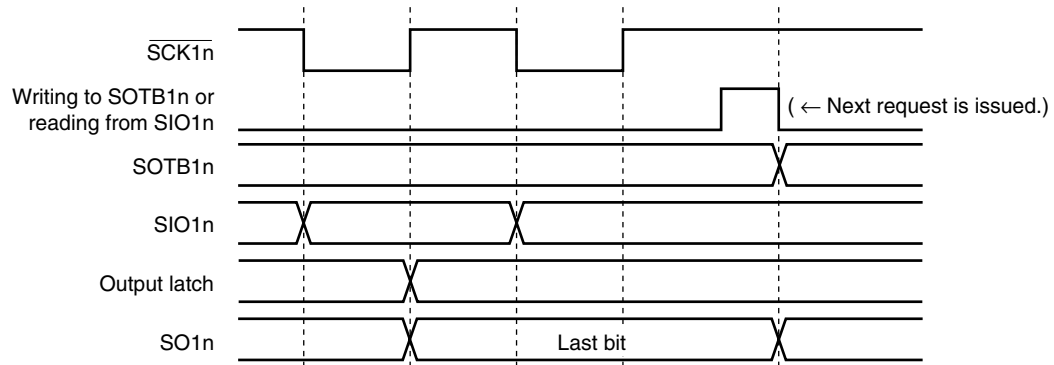 SCK1n
Writing to SOTB1n or
reading from SIO1n
( ← Next request is issued.)
SOTB1n
SIO1n
Output latch
SO1n
Last bit